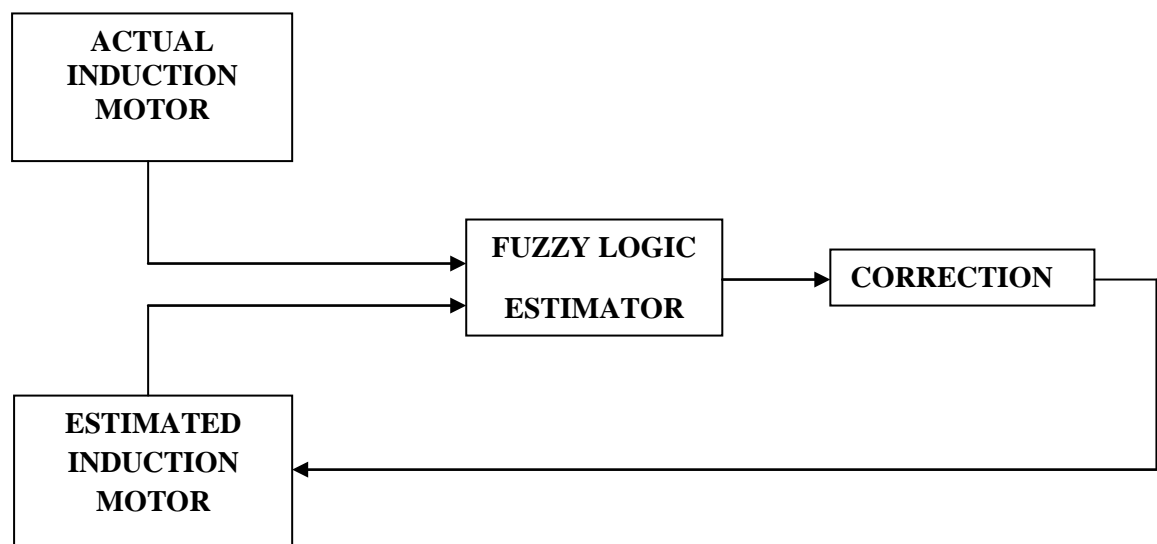 ACTUAL
INDUCTION
MOTOR
FUZZY LOGIC
ESTIMATOR
CORRECTION
ESTIMATED
INDUCTION
MOTOR